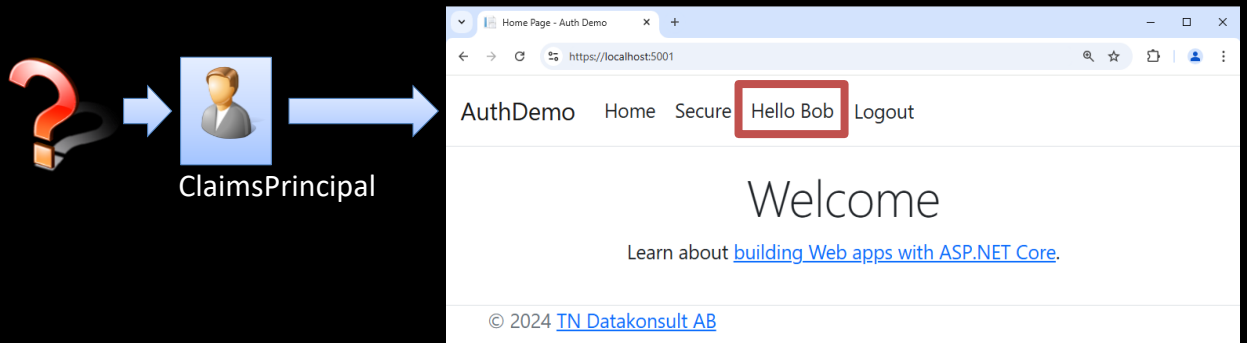 ClaimsPrincipal
Home Page - Auth Demo
https://localhost:5001
AuthDemo Home Secure Hello Bob Logout
Welcome
Learn about building Web apps with ASP.NET Core.
© 2024 TN Datakonsult AB